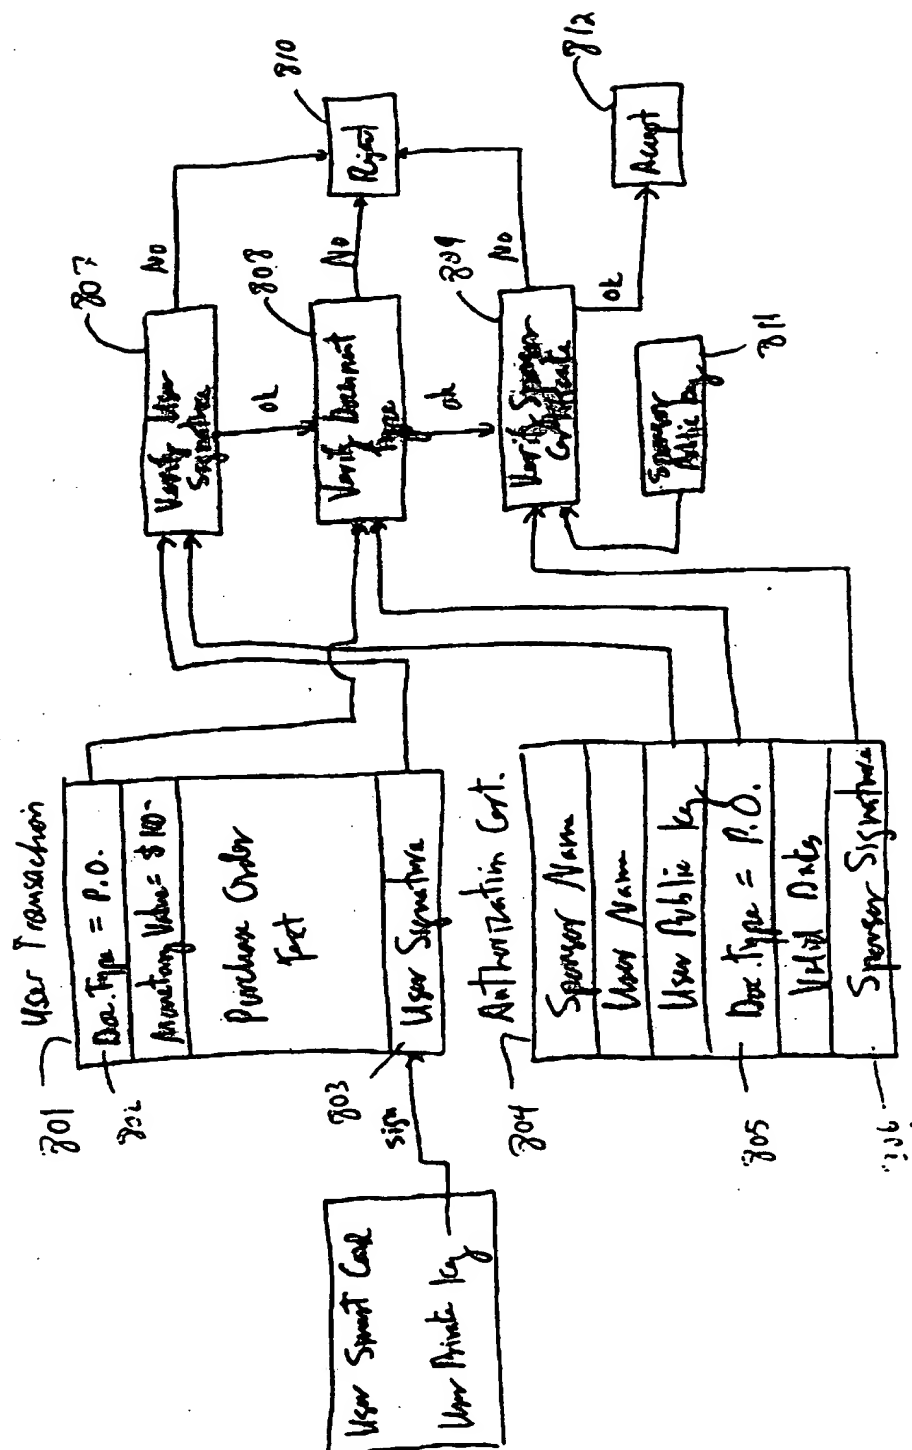 User Smart Card
User Private Key
sign
801
User Transaction
802
Doc. Type = P.O.
Monetary Value = $100-
Purchase Order
Text
803
User Signature
804
Authorization Cert.
Sponsor Name
User Name
User Public Key
805
Doc. Type = P.O.
Valid Dates
Sponsor Signature
807
Verify User
Signature
No
OK
808
Verify Document
Type
No
OK
809
Verify Sponsor
Certificate
No
OK
811
Sponsor
Public Key
810
Reject
812
Accept